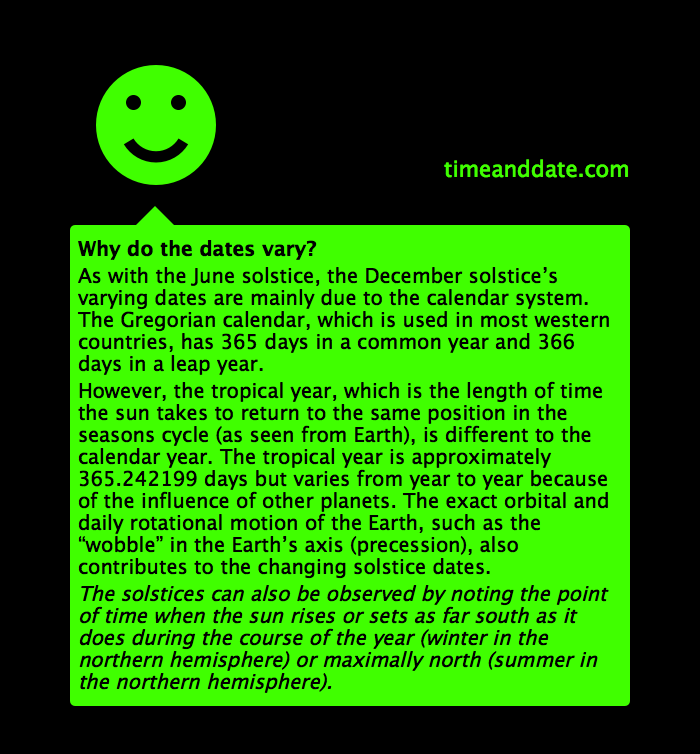 timeanddate.com
Why do the dates vary?
As with the June solstice, the December solstice’s
varying dates are mainly due to the calendar system.
The Gregorian calendar, which is used in most western
countries, has 365 days in a common year and 366
days in a leap year.
However, the tropical year, which is the length of time
the sun takes to return to the same position in the
seasons cycle (as seen from Earth), is different to the
calendar year. The tropical year is approximately
365.242199 days but varies from year to year because
of the influence of other planets. The exact orbital and
daily rotational motion of the Earth, such as the
“wobble” in the Earth’s axis (precession), also
contributes to the changing solstice dates.
The solstices can also be observed by noting the point
of time when the sun rises or sets as far south as it
does during the course of the year (winter in the
northern hemisphere) or maximally north (summer in
the northern hemisphere).